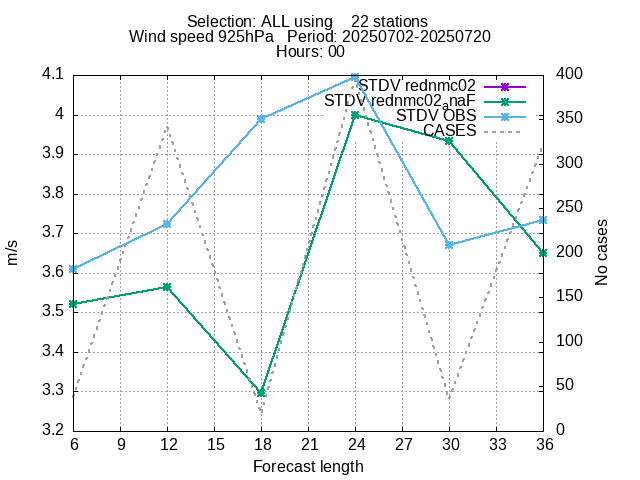 Selection: ALL using    22 stations
Wind speed 925hPa   Period: 20250702-20250720
Hours: 00
STDV rednmc02
STDV rednmc02_anaF
STDV OBS
CASES
4.1
4
3.9
3.8
3.7
3.6
3.5
3.4
3.3
3.2
m/s
400
350
300
250
200
150
100
50
0
No cases
6 9 12 15 18 21 24 27 30 33 36
Forecast length